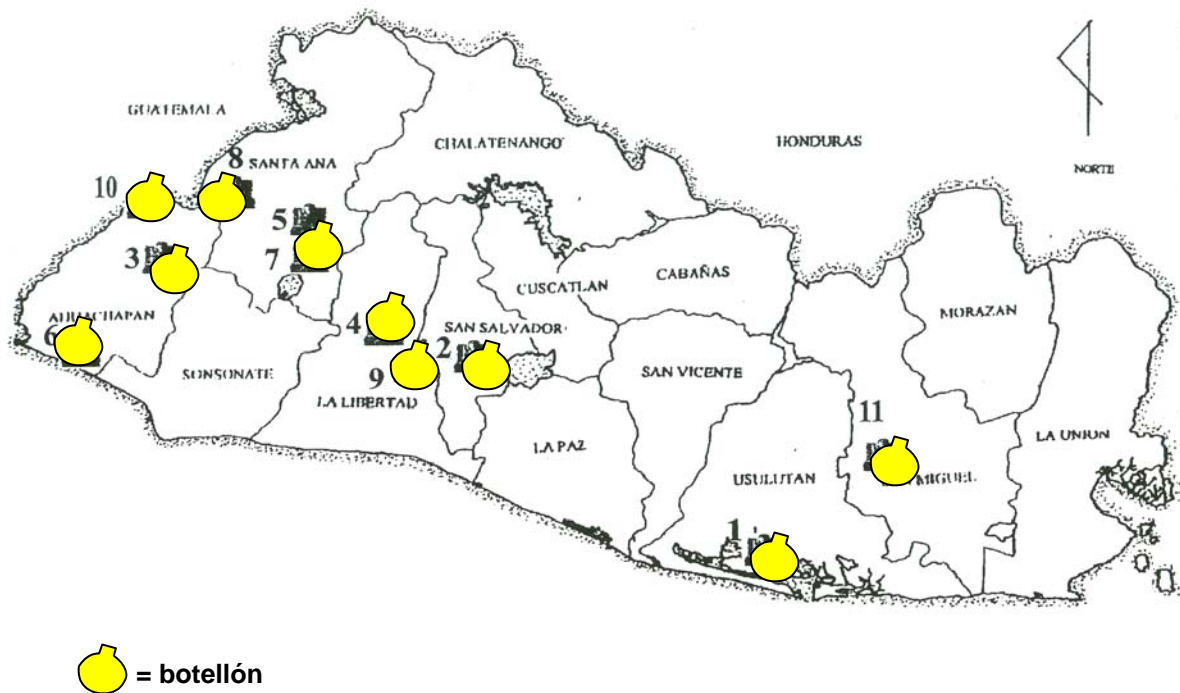 GUATEMALA
HONDURAS
NORTE
CHALATENANGO
8
SANTA ANA
10
5
3
7
CABAÑAS
CUSCATLAN
MORAZAN
AHUACHAPAN
6
4
SAN SALVADOR
2
SONSONATE
SAN VICENTE
9
LA LIBERTAD
11
LA PAZ
LA UNION
USULUTAN
MIGUEL
1
= botellón